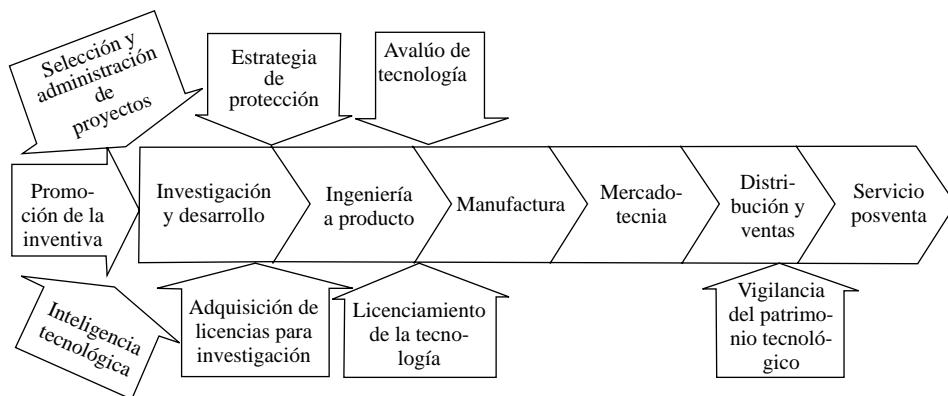 Selección y
administración
de
proyectos
Estrategia
de
protección
Avalúo de
tecnología
Promo-
ción de la
inventiva
Investigación
y desarrollo
Ingeniería
a producto
Manufactura
Mercado-
tecnia
Distri-
bución y
ventas
Servicio
posventa
Inteligencia
tecnológica
Adquisición de
licencias para
investigación
Licenciamiento
de la tecno-
logía
Vigilancia
del patrimo-
nio tecnoló-
gico